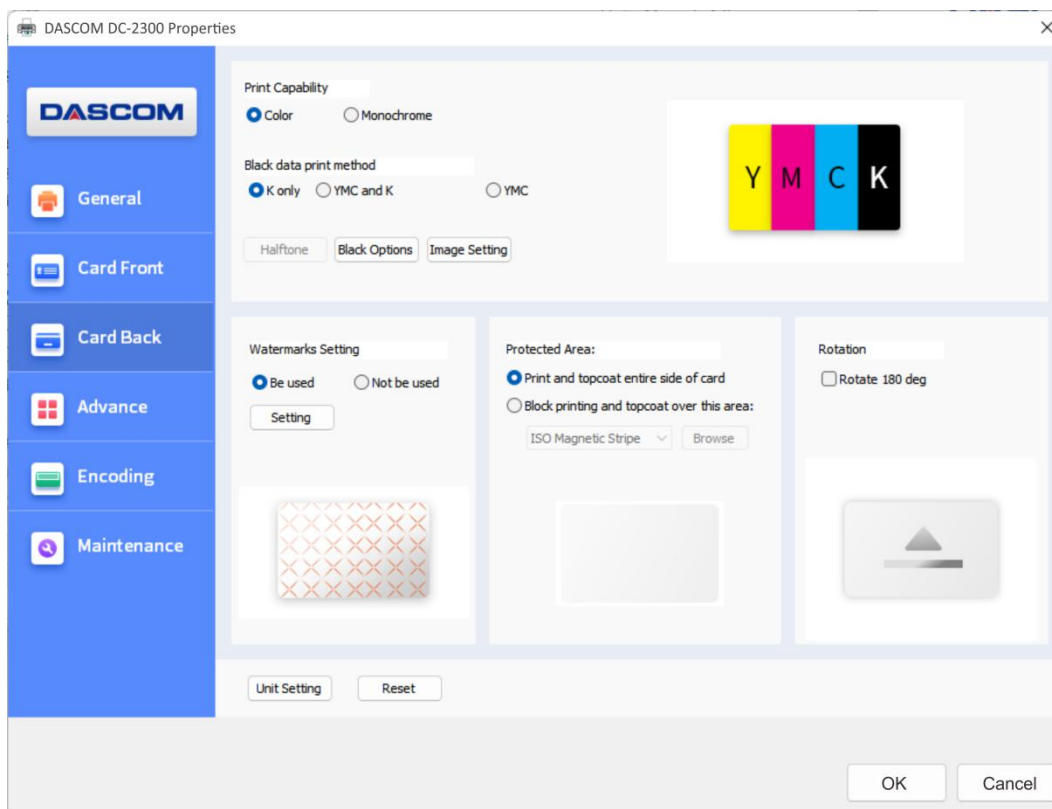 DASCOM DC-2300 Properties
DASCOM
General
Card Front
Card Back
Advance
Encoding
Maintenance
Print Capability
Color Monochrome
Black data print method
K only YMC and K YMC
Halftone Black Options Image Setting
Y M C K
Watermarks Setting
Be used Not be used
Setting
Protected Area:
Print and topcoat entire side of card
Block printing and topcoat over this area:
ISO Magnetic Stripe Browse
Rotation
Rotate 180 deg
Unit Setting Reset
OK Cancel